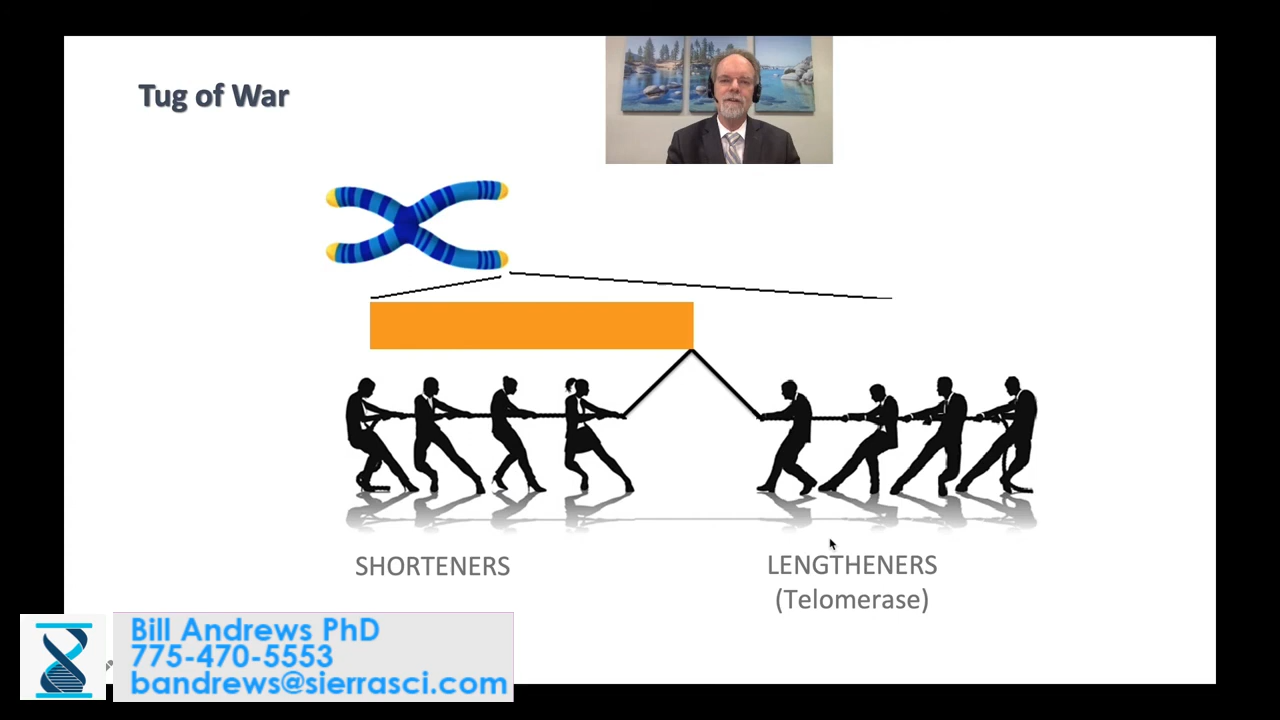 Tug of War
SHORTENERS
LENGTHENERS
(Telomerase)
Bill Andrews PhD
775-470-5553
bandrews@sierrasci.com